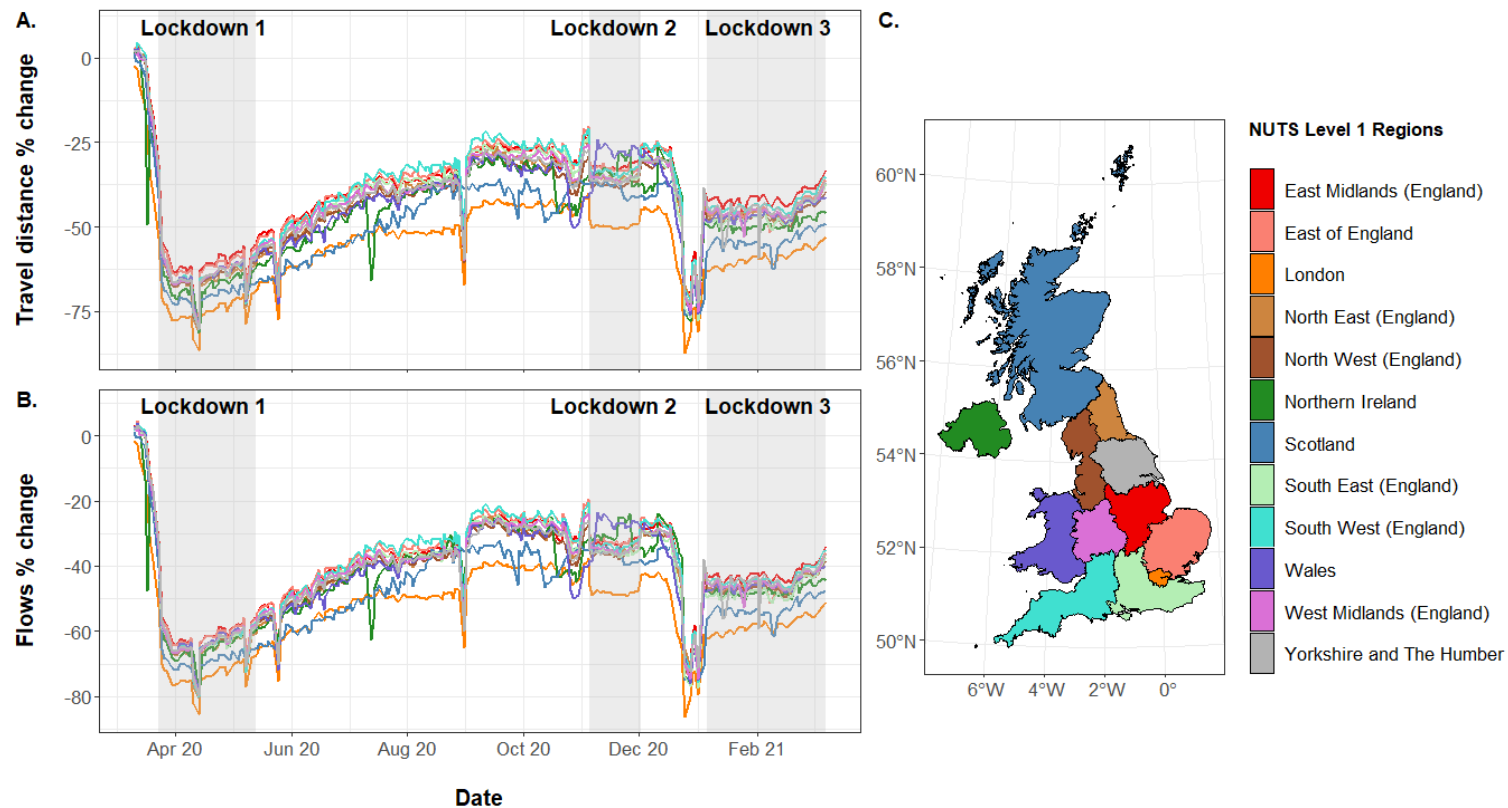 A.
Lockdown 1
Lockdown 2
Lockdown 3
Travel distance % change
0
-25
-50
-75
B.
Lockdown 1
Lockdown 2
Lockdown 3
Flows % change
0
-20
-40
-60
-80
Apr 20
Jun 20
Aug 20
Oct 20
Dec 20
Feb 21
Date
C.
60°N
58°N
56°N
54°N
52°N
50°N
6°W
4°W
2°W
0°
NUTS Level 1 Regions
East Midlands (England)
East of England
London
North East (England)
North West (England)
Northern Ireland
Scotland
South East (England)
South West (England)
Wales
West Midlands (England)
Yorkshire and The Humber